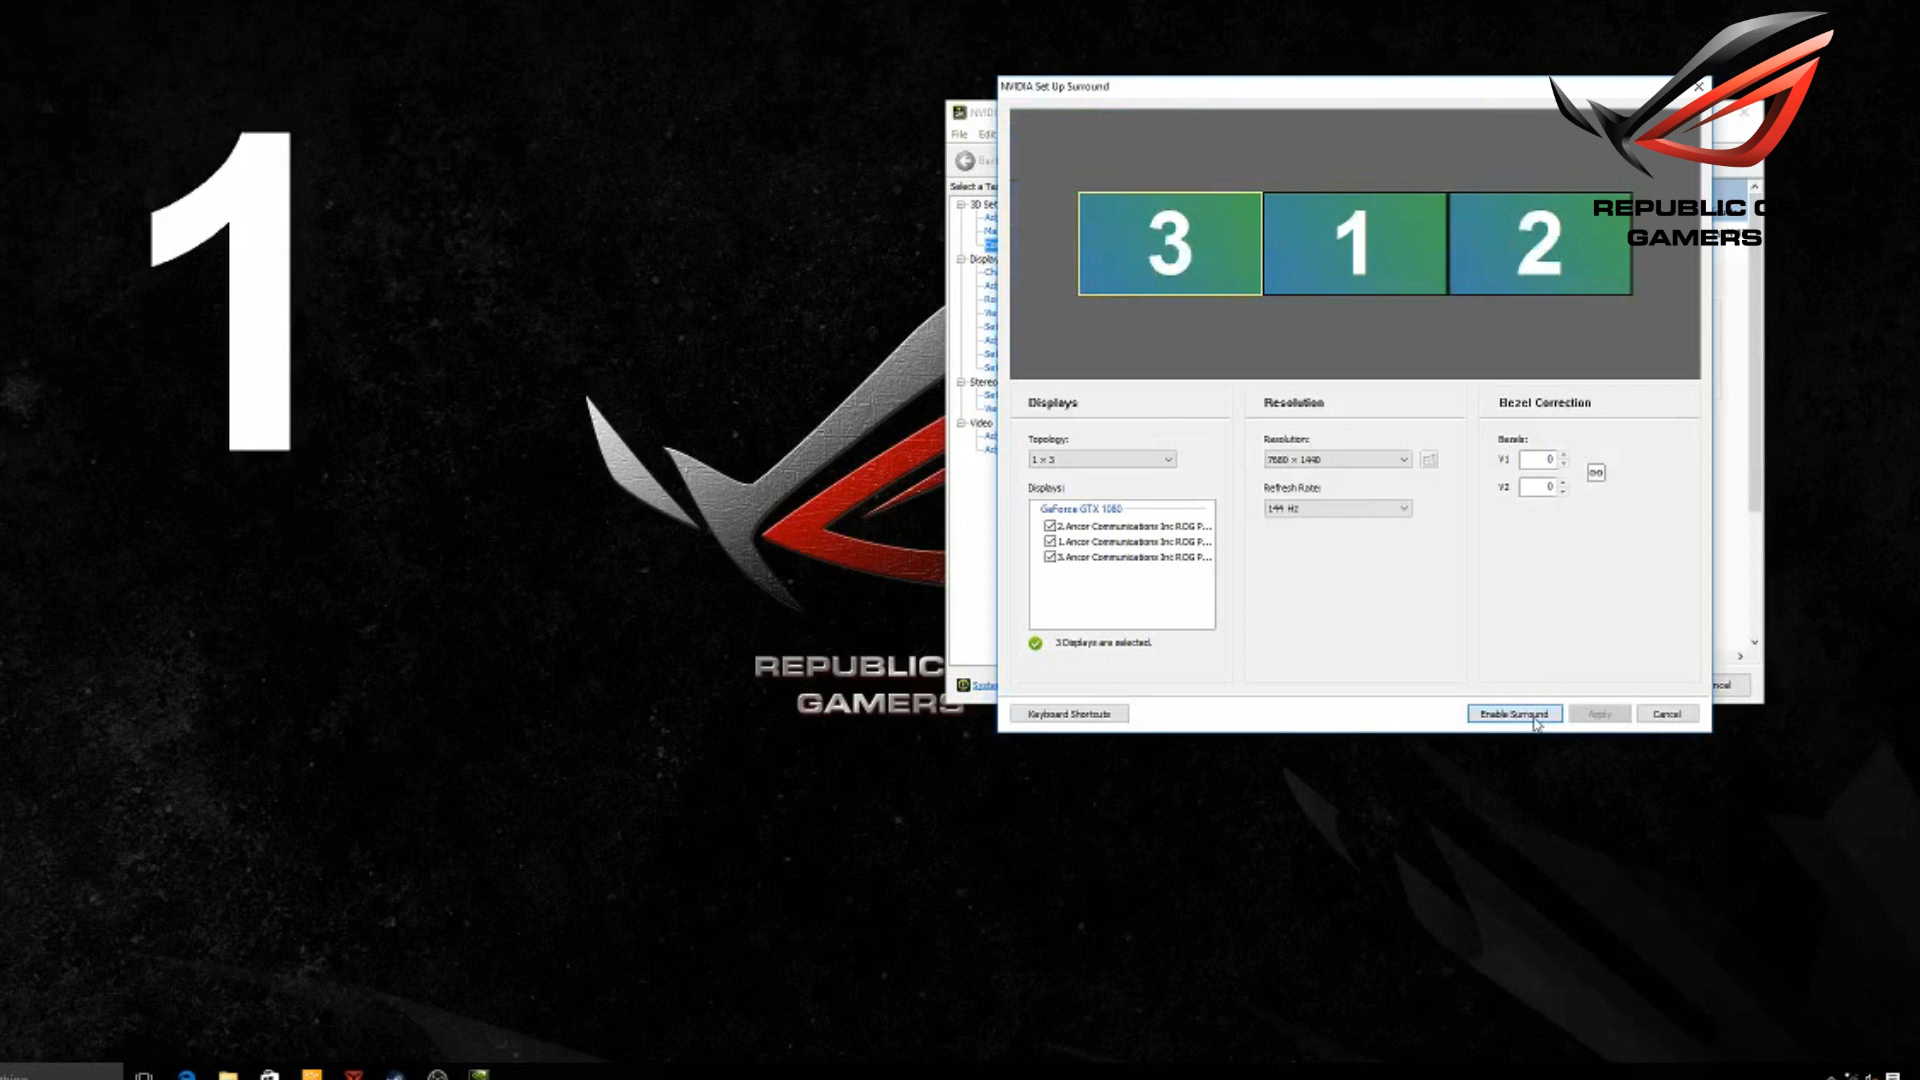 1
NVIDIA Set Up Surround
File
Select a
3
1
2
REPUBLIC OF
GAMERS
3D Set
Display
Stereo
Video
Displays
Resolution
Bezel Correction
Topology:
Resolution:
Bezels:
1 x 3
7680 x 1440
V1
0
Displays:
Refresh Rate:
V2
0
GeForce GTX 1080
144 Hz
2. Ancor Communications Inc ROG P...
1. Ancor Communications Inc ROG P...
3. Ancor Communications Inc ROG P...
3 Displays are selected.
REPUBLIC
GAMERS
Keyboard Shortcuts
Enable Surround
Apply
Cancel